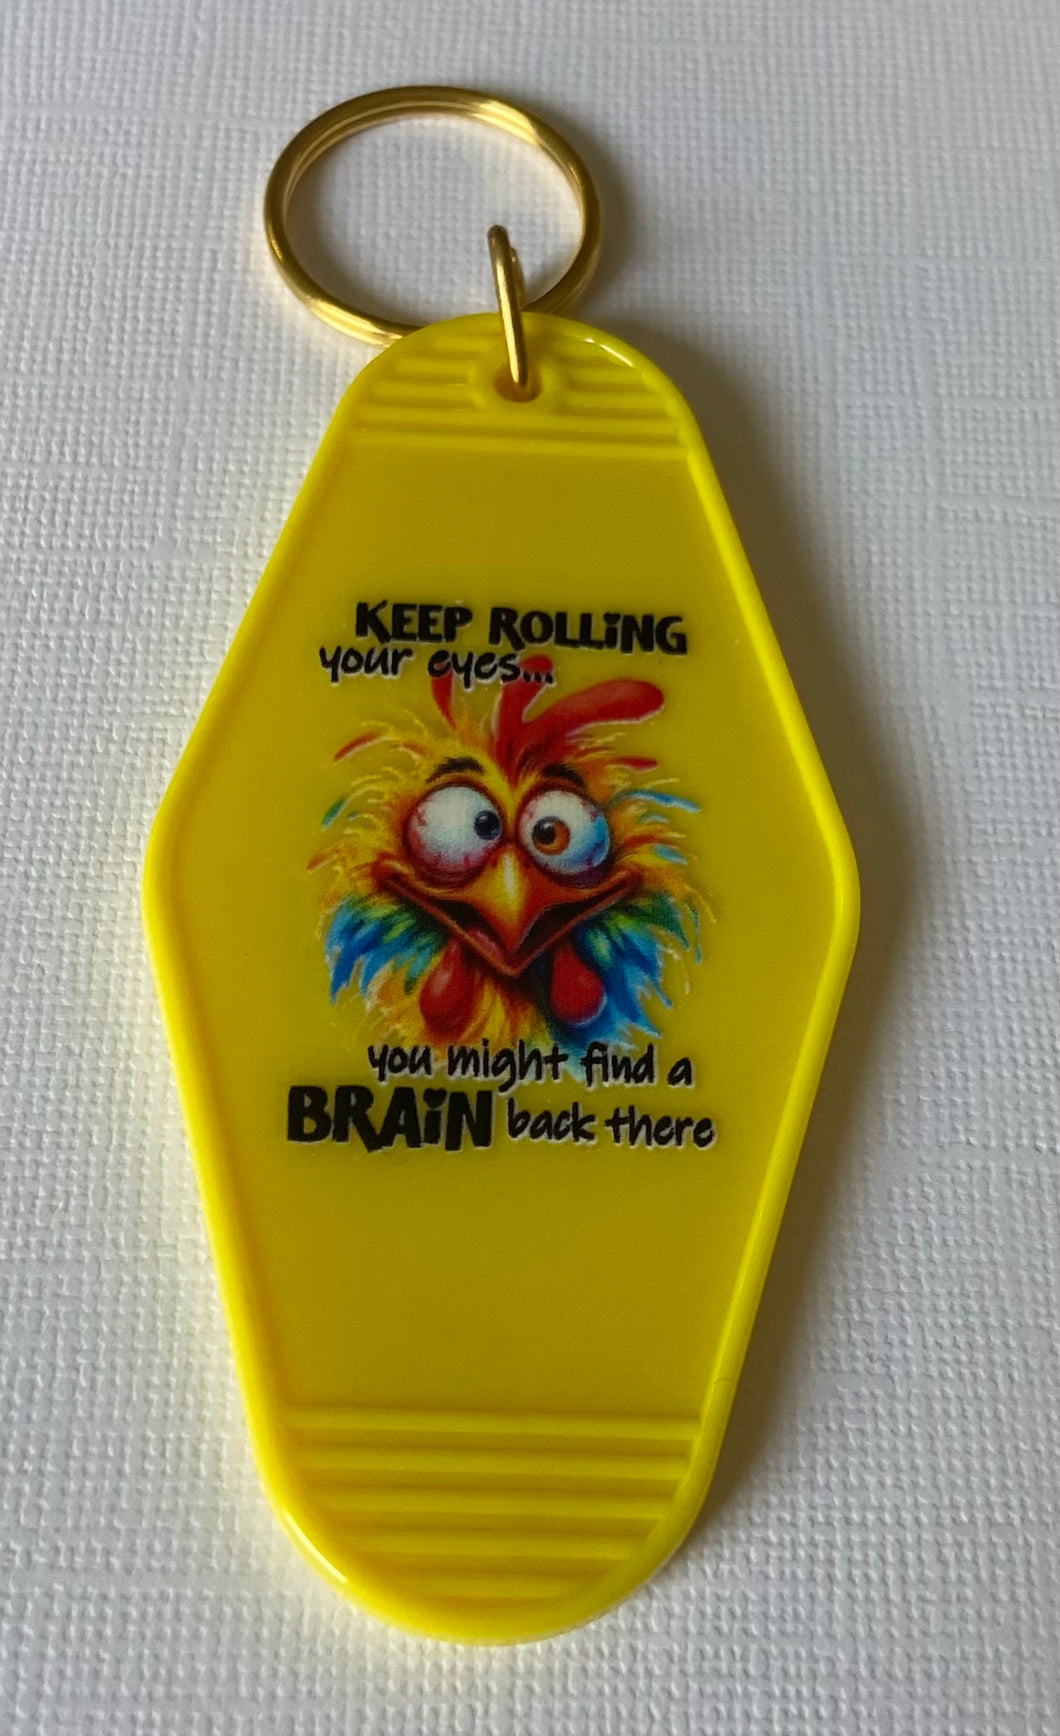 KEEP ROLLiNG
your eyes...
you might find a
BRAiN back there